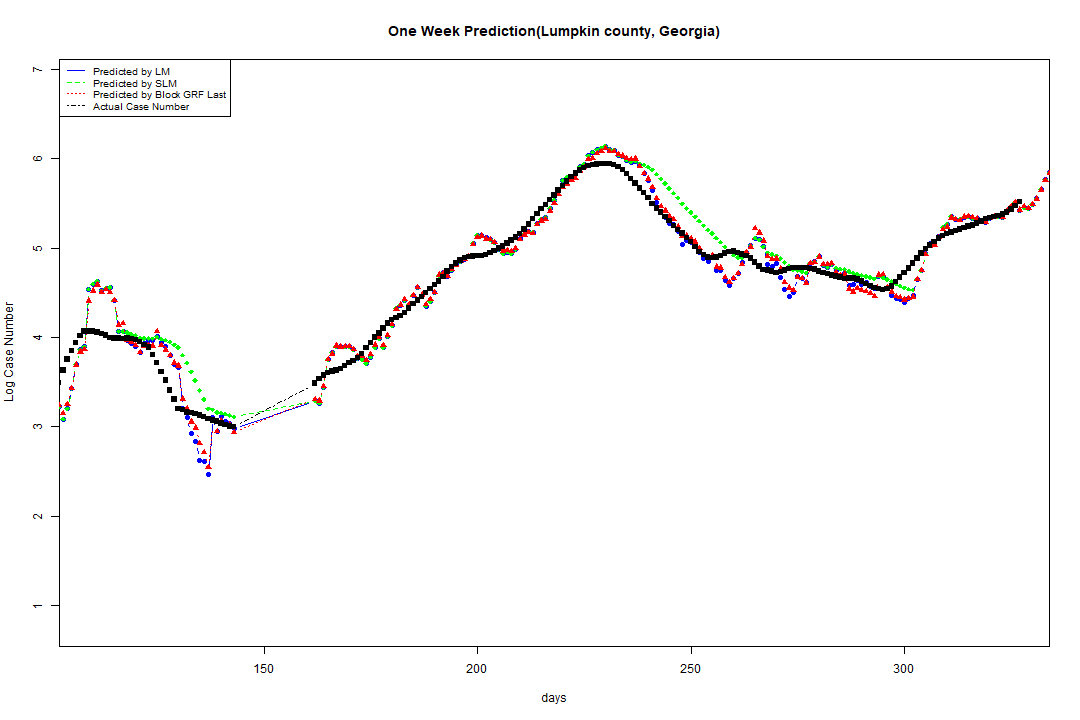 One Week Prediction(Lumpkin county, Georgia)
Predicted by LM
Predicted by SLM
Predicted by Block GRF Last
Actual Case Number
7
6
5
4
3
2
1
Log Case Number
150
200
250
300
days